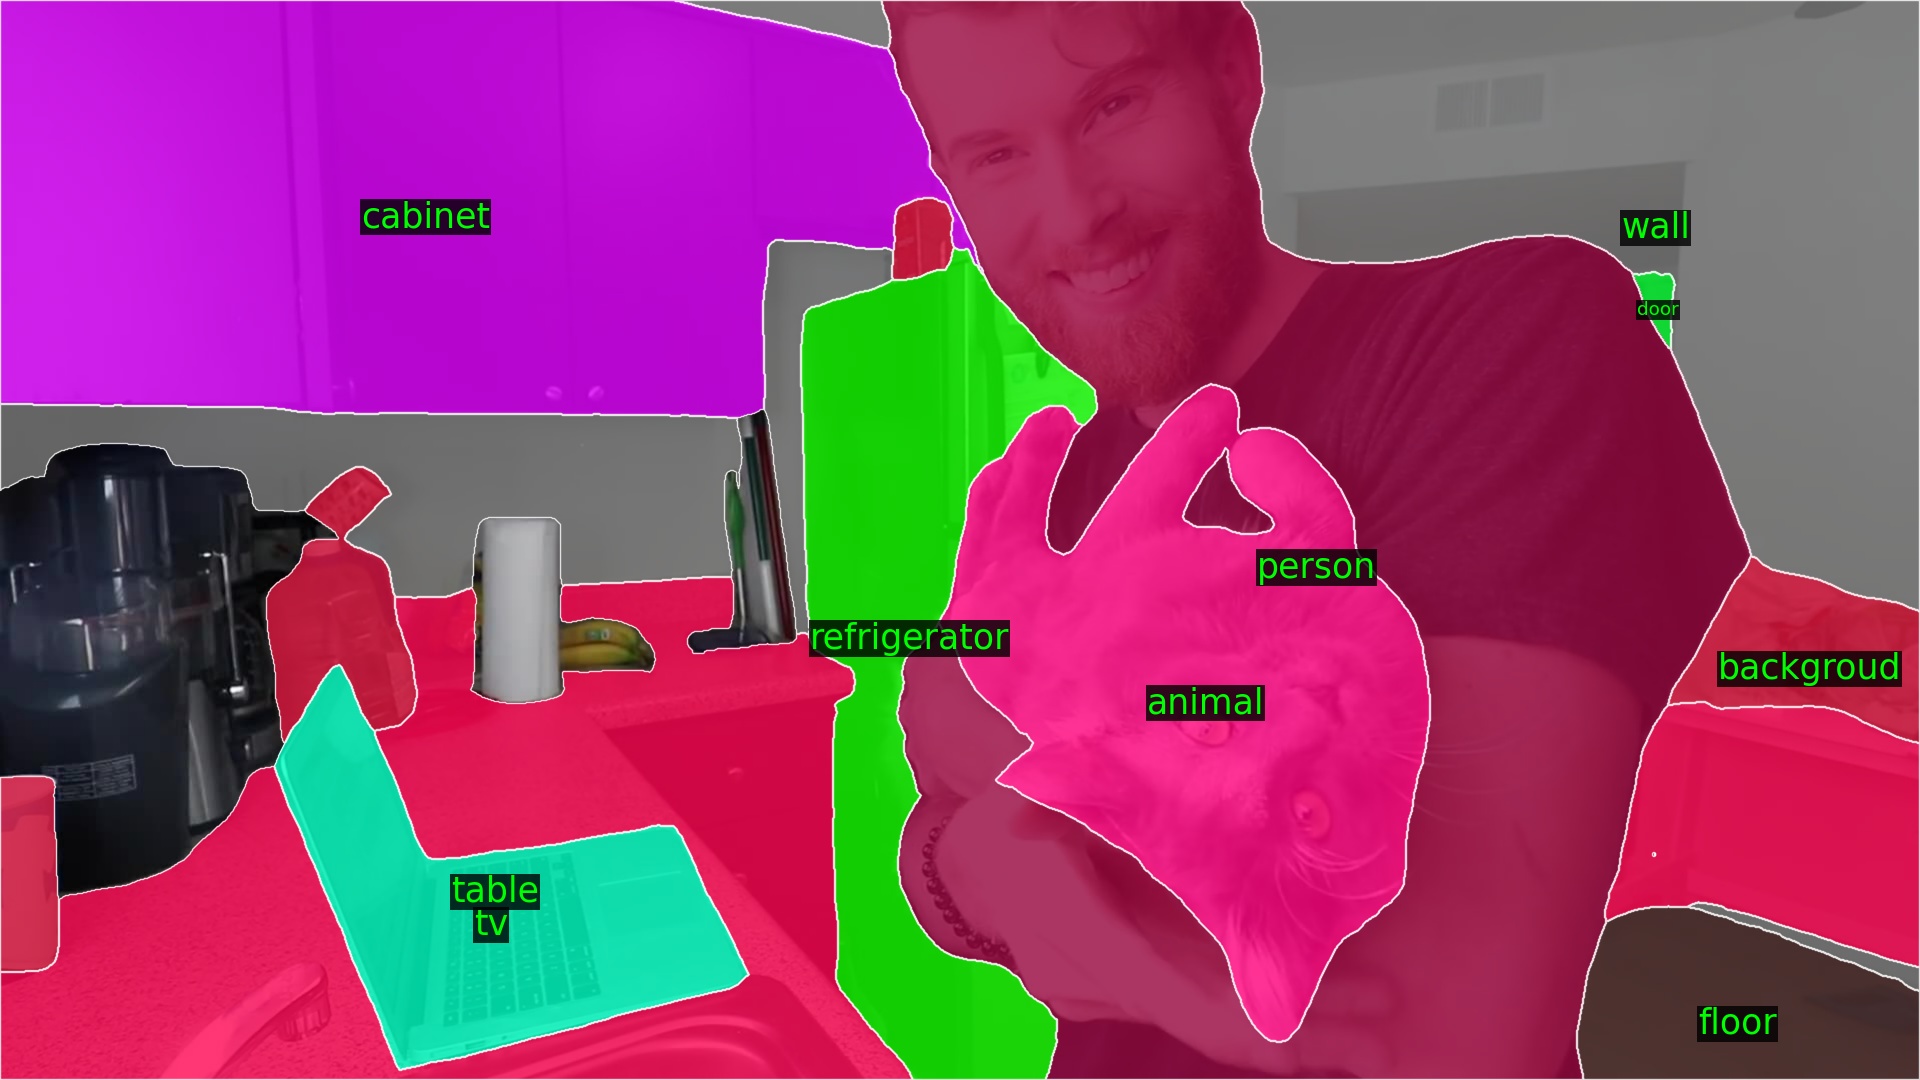 cabinet
wall
door
person
refrigerator
backgroud
animal
table
tv
floor